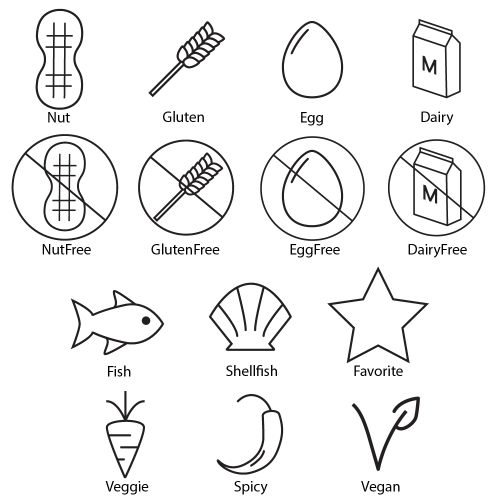 M
Nut
Gluten
Egg
Dairy
M
NutFree
GlutenFree
EggFree
DairyFree
Fish
Shellfish
Favorite
Veggie
Spicy
Vegan